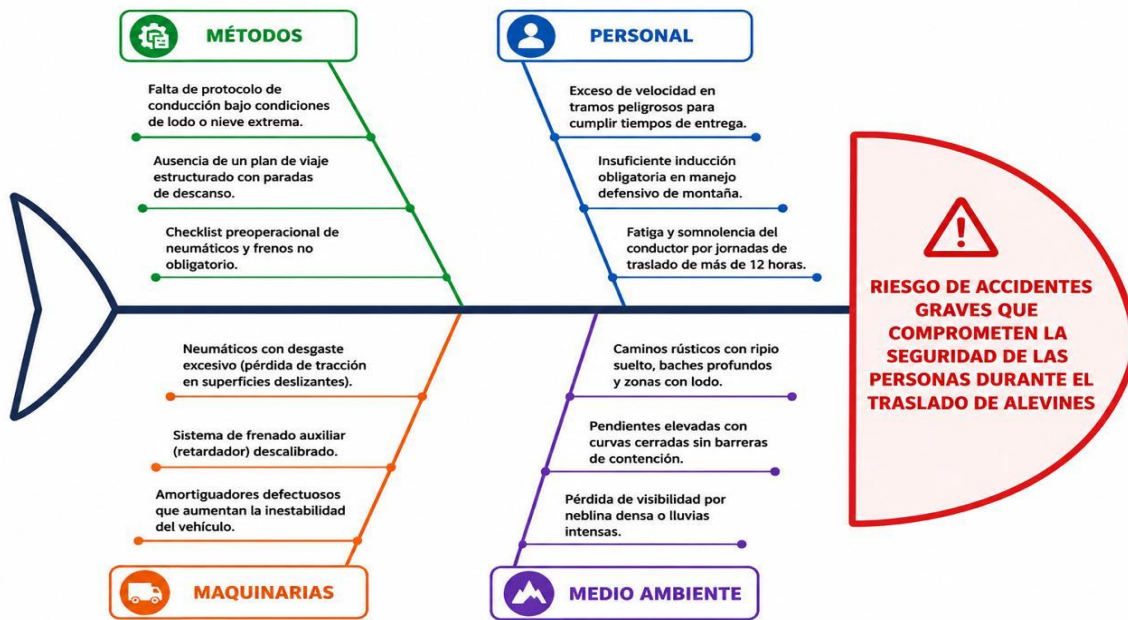 MÉTODOS
Falta de protocolo de
conducción bajo condiciones
de lodo o nieve extrema.
Ausencia de un plan de viaje
estructurado con paradas
de descanso.
Checklist preoperacional de
neumáticos y frenos no
obligatorio.
PERSONAL
Exceso de velocidad en
tramos peligrosos para
cumplir tiempos de entrega.
Insuficiente inducción
obligatoria en manejo
defensivo de montaña.
Fatiga y somnolencia del
conductor por jornadas de
traslado de más de 12 horas.
Neumáticos con desgaste
excesivo (pérdida de tracción
en superficies deslizantes).
Sistema de frenado auxiliar
(retardador) descalibrado.
Amortiguadores defectuosos
que aumentan la inestabilidad
del vehículo.
MAQUINARIAS
Caminos rústicos con ripio
suelto, baches profundos
y zonas con lodo.
Pendientes elevadas con
curvas cerradas sin barreras
de contención.
Pérdida de visibilidad por
neblina densa o lluvias
intensas.
MEDIO AMBIENTE
RIESGO DE ACCIDENTES
GRAVES QUE
COMPROMETEN LA
SEGURIDAD DE LAS
PERSONAS DURANTE EL
TRASLADO DE ALEVINES